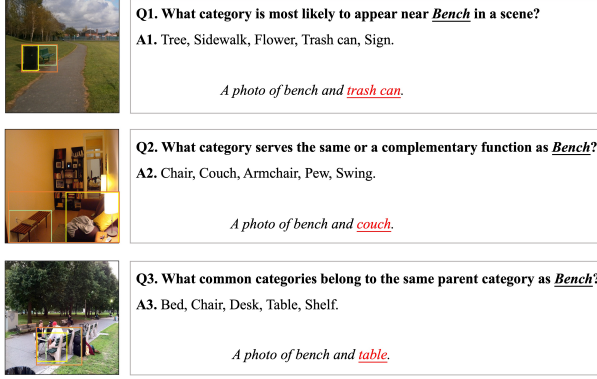 Q1. What category is most likely to appear near Bench in a scene?
A1. Tree, Sidewalk, Flower, Trash can, Sign.
A photo of bench and trash can.
Q2. What category serves the same or a complementary function as Bench?
A2. Chair, Couch, Armchair, Pew, Swing.
A photo of bench and couch.
Q3. What common categories belong to the same parent category as Bench?
A3. Bed, Chair, Desk, Table, Shelf.
A photo of bench and table.